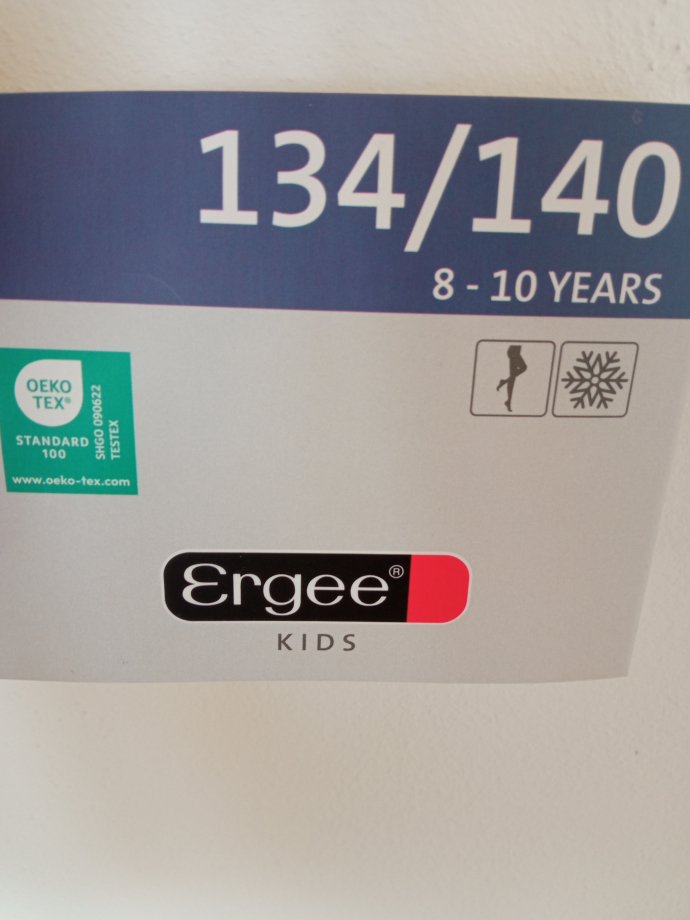 134/140
8 - 10 YEARS
OEKO
TEX®
STANDARD
100
SHGO 090622
TESTEX
www.oeko-tex.com
Ergee®
KIDS